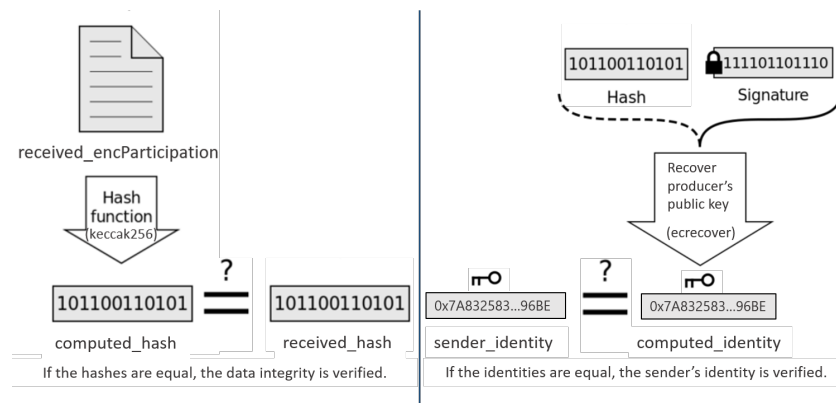 received_encParticipation
Hash
function
(keccak256)
101100110101
?
101100110101
computed_hash
received_hash
If the hashes are equal, the data integrity is verified.
101100110101
111101101110
Hash
Signature
Recover
producer's
public key
(ecrecover)
0x7A832583...96BE
?
0x7A832583...96BE
sender_identity
computed_identity
If the identities are equal, the sender's identity is verified.